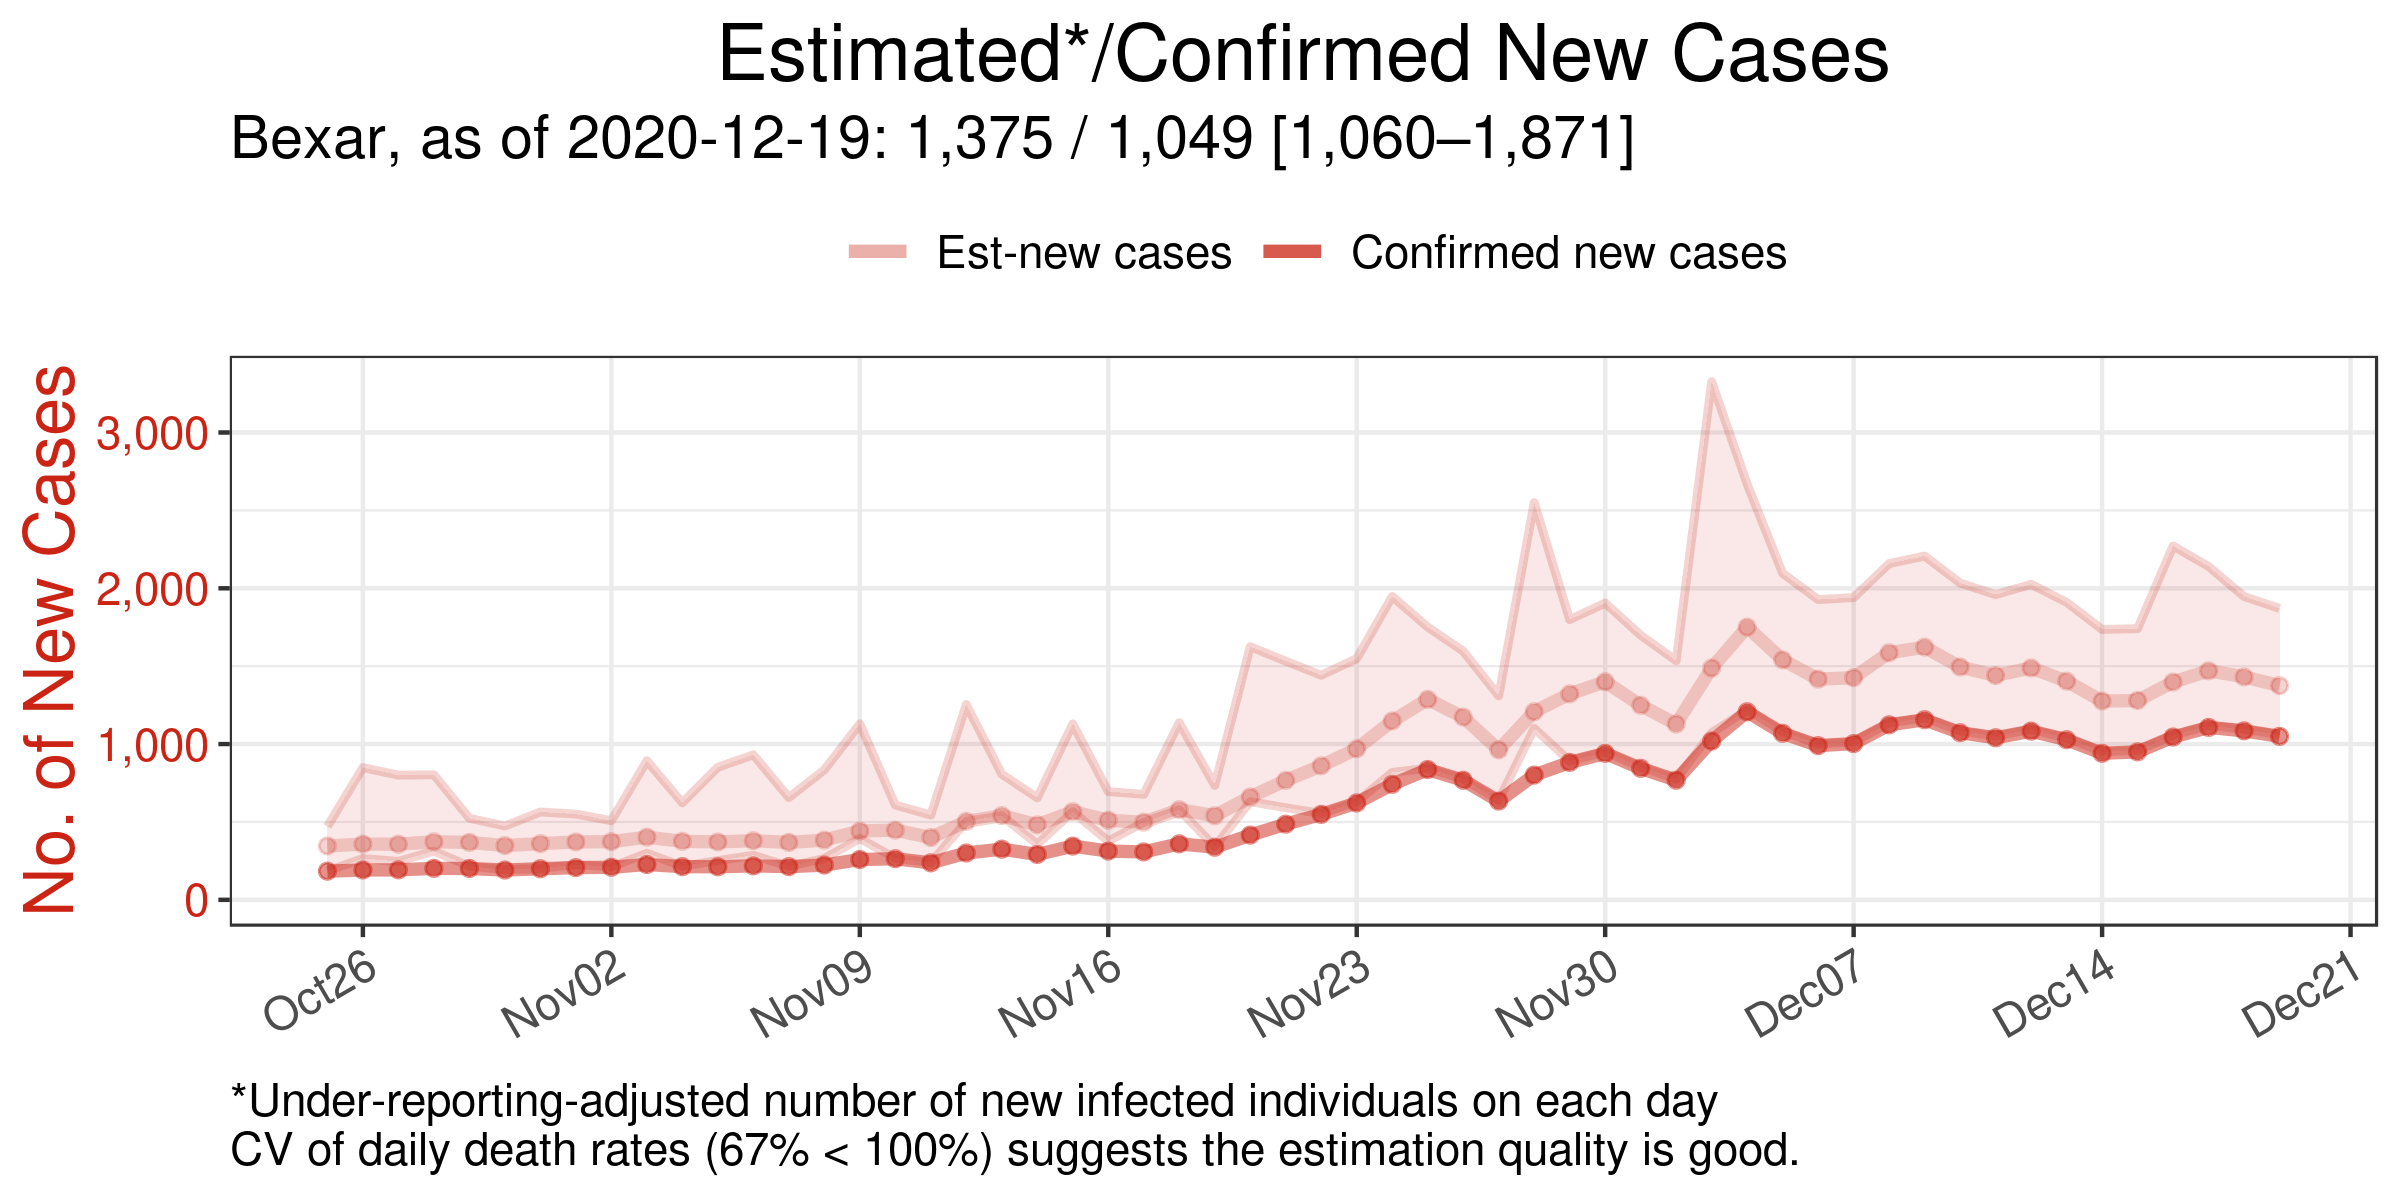 Estimated*/Confirmed New Cases
Bexar, as of 2020-12-19: 1,375 / 1,049 [1,060–1,871]
Est-new cases
Confirmed new cases
No. of New Cases
3,000
2,000
1,000
0
Oct26
Nov02
Nov09
Nov16
Nov23
Nov30
Dec07
Dec14
Dec21
*Under-reporting-adjusted number of new infected individuals on each day
CV of daily death rates (67% < 100%) suggests the estimation quality is good.